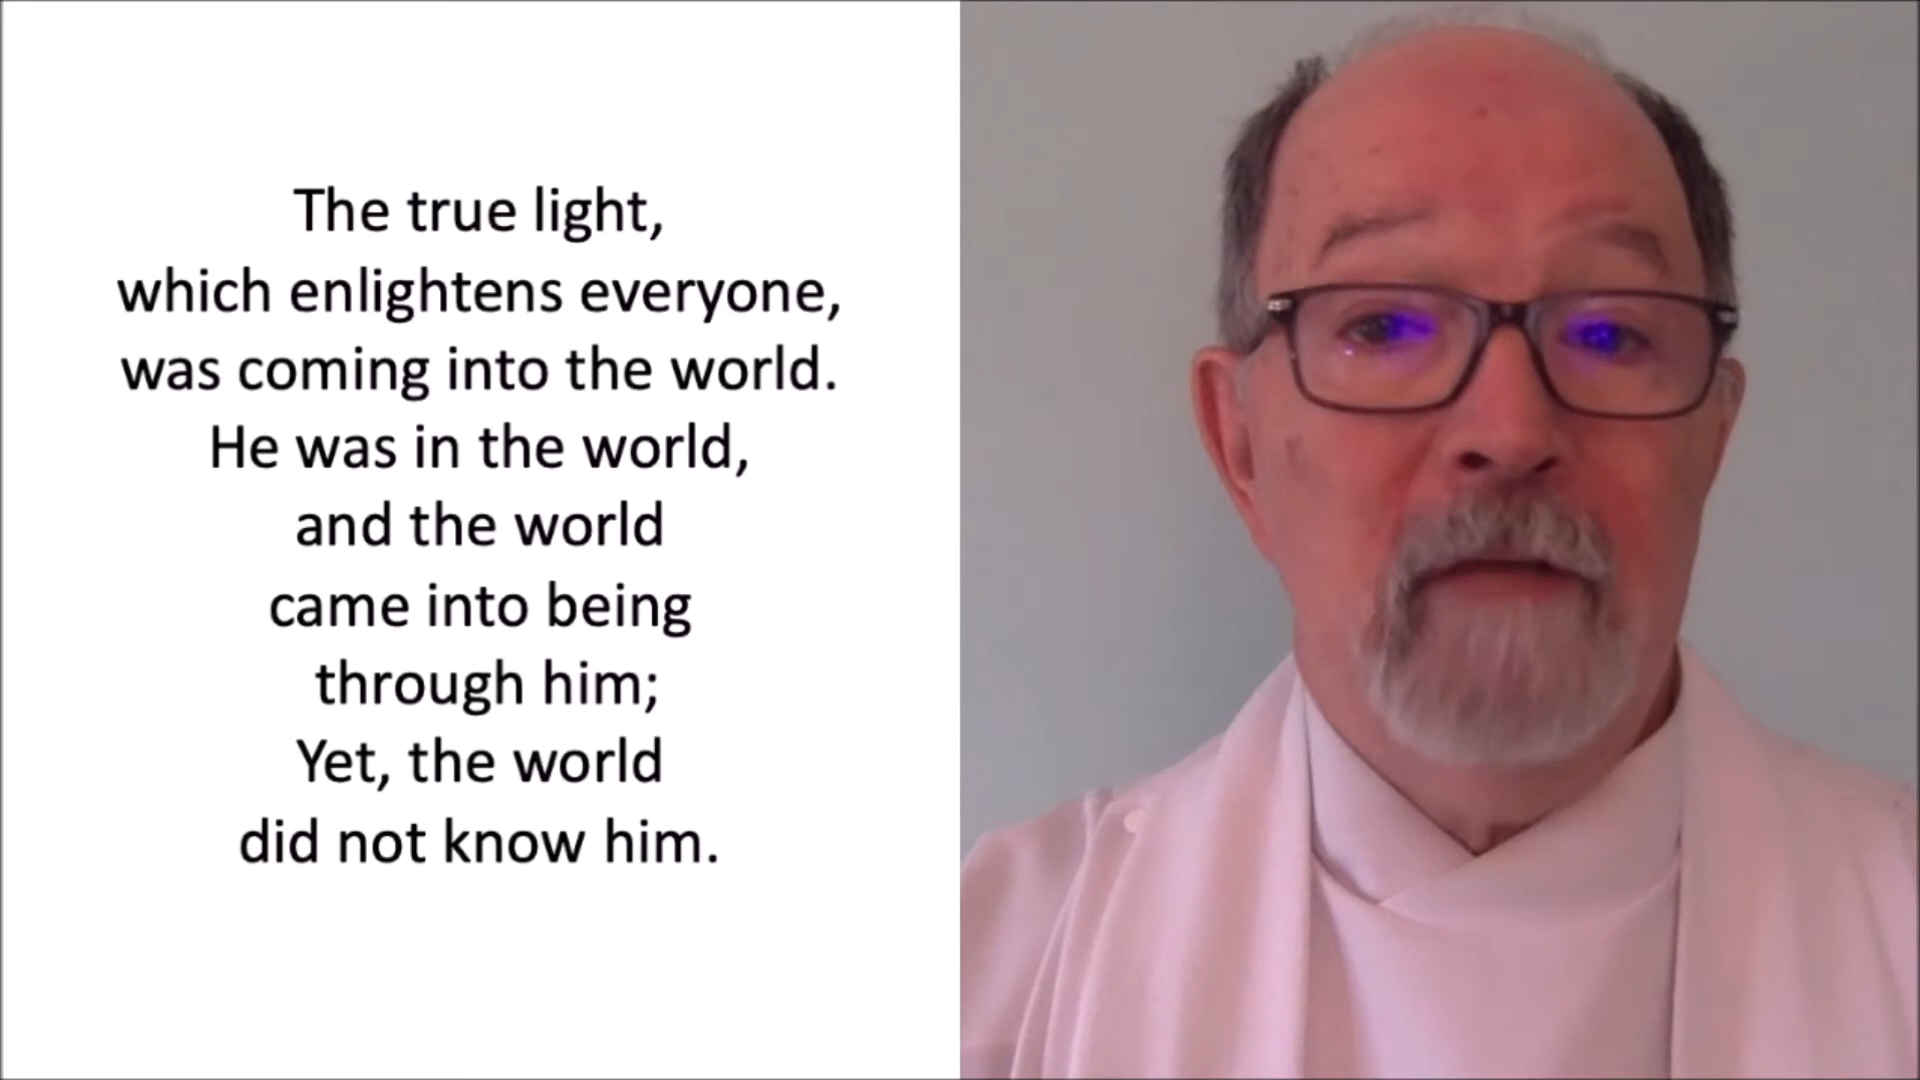 The true light,
which enlightens everyone,
was coming into the world.
He was in the world,
and the world
came into being
through him;
Yet, the world
did not know him.